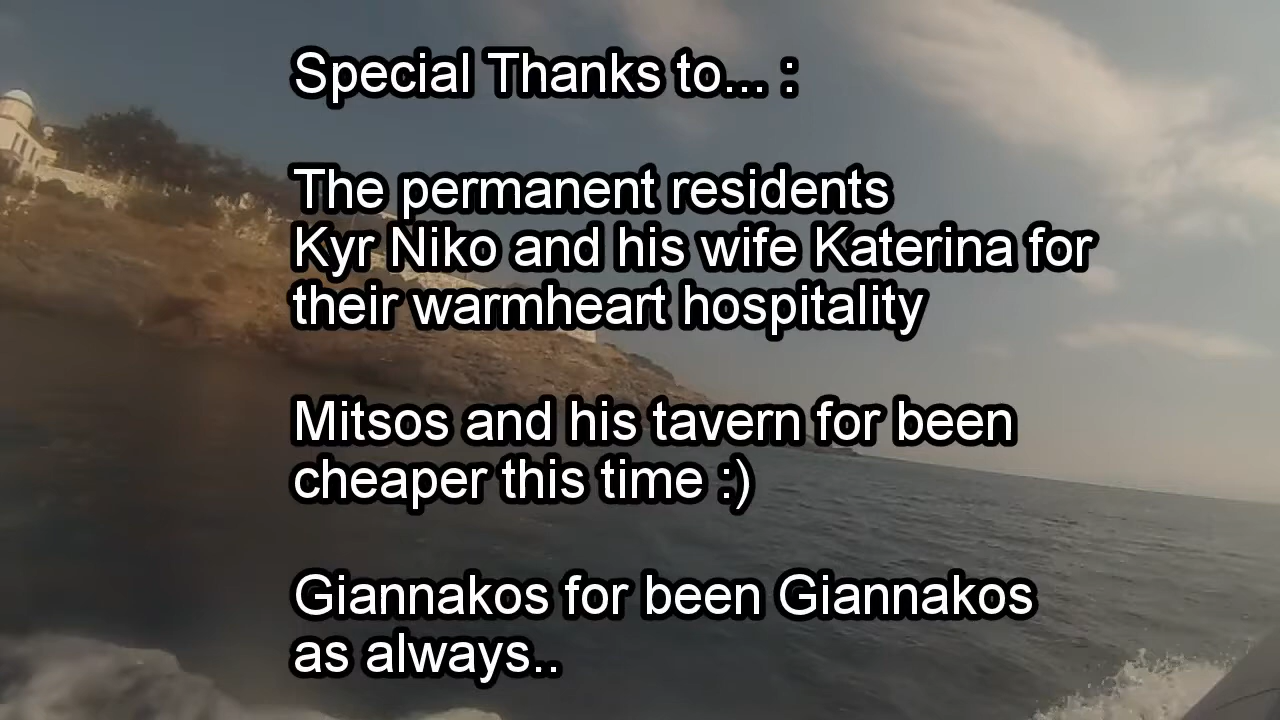 Special Thanks to... :
The permanent residents
Kyr Niko and his wife Katerina for
their warmheart hospitality
Mitsos and his tavern for been
cheaper this time :)
Giannakos for been Giannakos
as always..